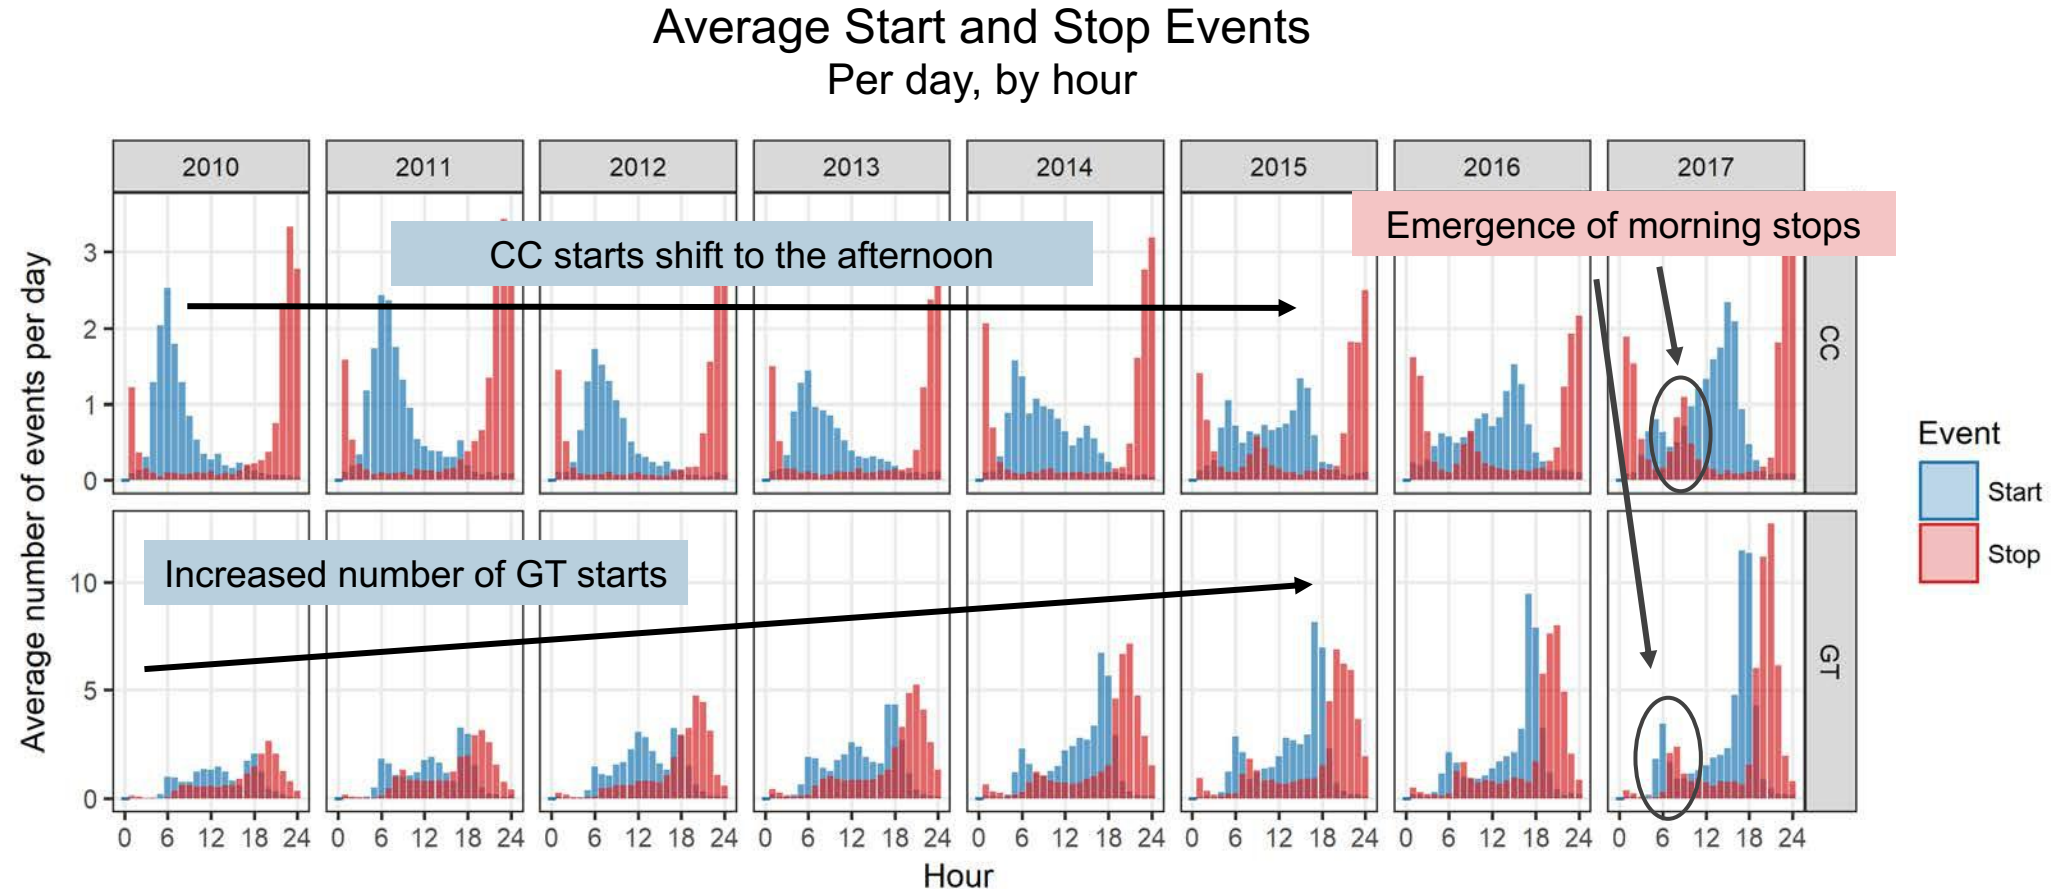 Average Start and Stop Events
Per day, by hour
2010 2011 2012 2013 2014 2015 2016 2017
Emergence of morning stops
CC starts shift to the afternoon
3
2
1
0
CC
Average number of events per day
Increased number of GT starts
10
5
0
GT
0 6 12 18 24 0 6 12 18 24 0 6 12 18 24 0 6 12 18 24 0 6 12 18 24 0 6 12 18 24 0 6 12 18 24 0 6 12 18 24
Hour
Event
Start
Stop